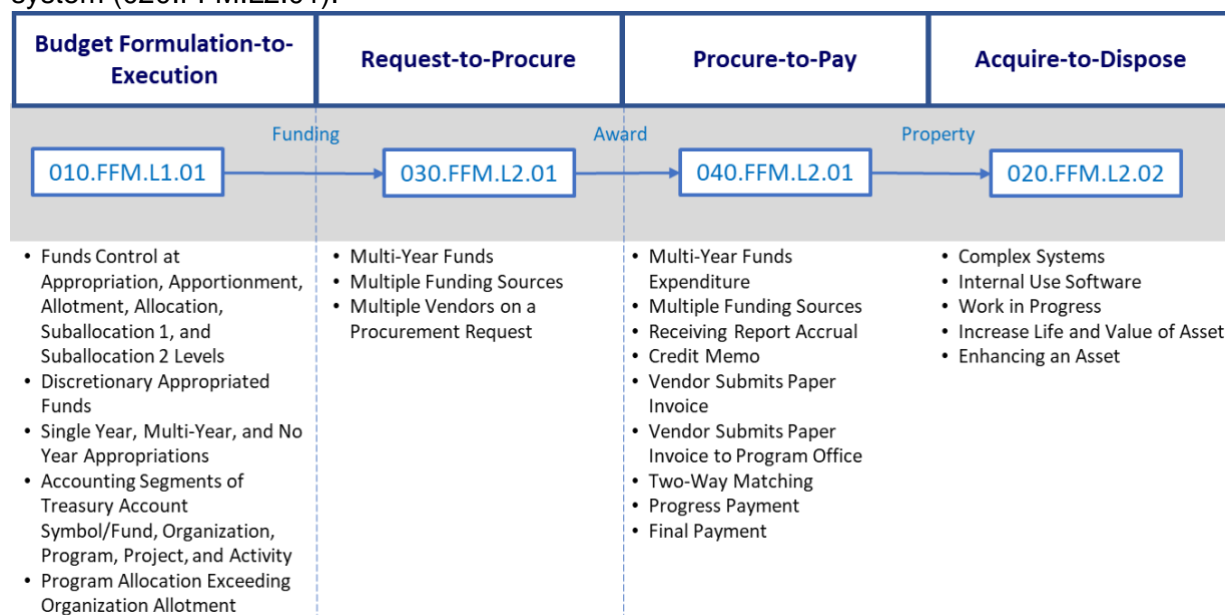 system (020.FFM.L2.01).
Budget Formulation-to-
Execution
Request-to-Procure
Procure-to-Pay
Acquire-to-Dispose
Funding
Award
Property
010.FFM.L1.01
030.FFM.L2.01
040.FFM.L2.01
020.FFM.L2.02
• Funds Control at
Appropriation, Apportionment,
Allotment, Allocation,
Suballocation 1, and
Suballocation 2 Levels
• Discretionary Appropriated
Funds
• Single Year, Multi-Year, and No
Year Appropriations
• Accounting Segments of
Treasury Account
Symbol/Fund, Organization,
Program, Project, and Activity
• Program Allocation Exceeding
Organization Allotment
• Multi-Year Funds
• Multiple Funding Sources
• Multiple Vendors on a
Procurement Request
• Multi-Year Funds
Expenditure
• Multiple Funding Sources
• Receiving Report Accrual
• Credit Memo
• Vendor Submits Paper
Invoice
• Vendor Submits Paper
Invoice to Program Office
• Two-Way Matching
• Progress Payment
• Final Payment
• Complex Systems
• Internal Use Software
• Work in Progress
• Increase Life and Value of Asset
• Enhancing an Asset